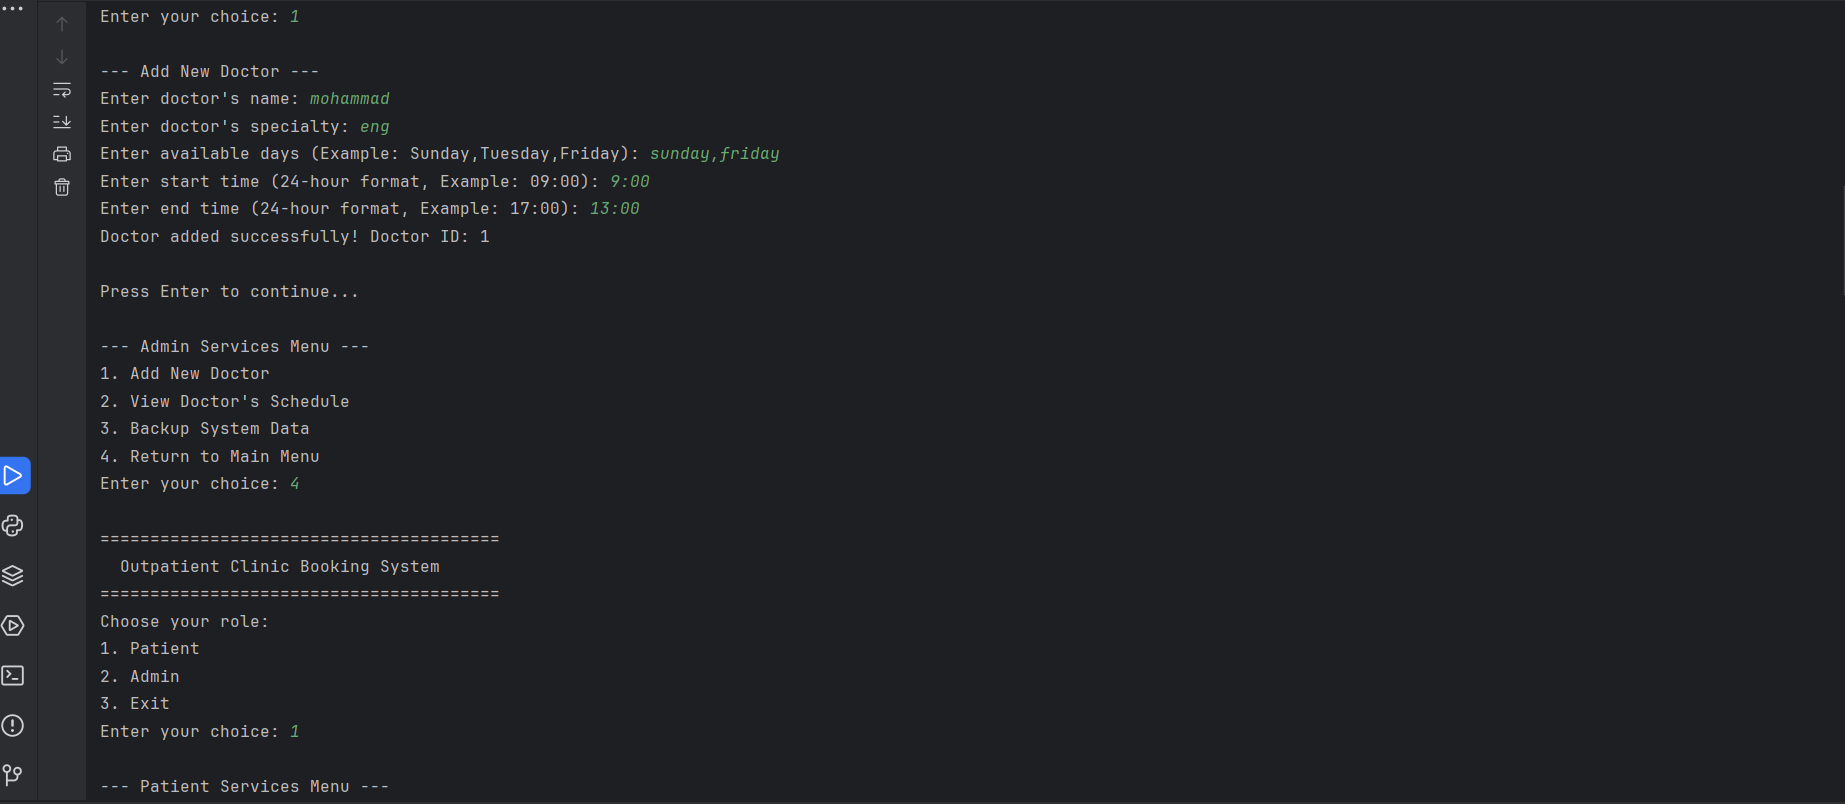 Enter your choice: 1
--- Add New Doctor ---
Enter doctor's name: mohammad
Enter doctor's specialty: eng
Enter available days (Example: Sunday,Tuesday,Friday): sunday,friday
Enter start time (24-hour format, Example: 09:00): 9:00
Enter end time (24-hour format, Example: 17:00): 13:00
Doctor added successfully! Doctor ID: 1
Press Enter to continue...
--- Admin Services Menu ---
1. Add New Doctor
2. View Doctor's Schedule
3. Backup System Data
4. Return to Main Menu
Enter your choice: 4
========================================
Outpatient Clinic Booking System
========================================
Choose your role:
1. Patient
2. Admin
3. Exit
Enter your choice: 1
--- Patient Services Menu ---